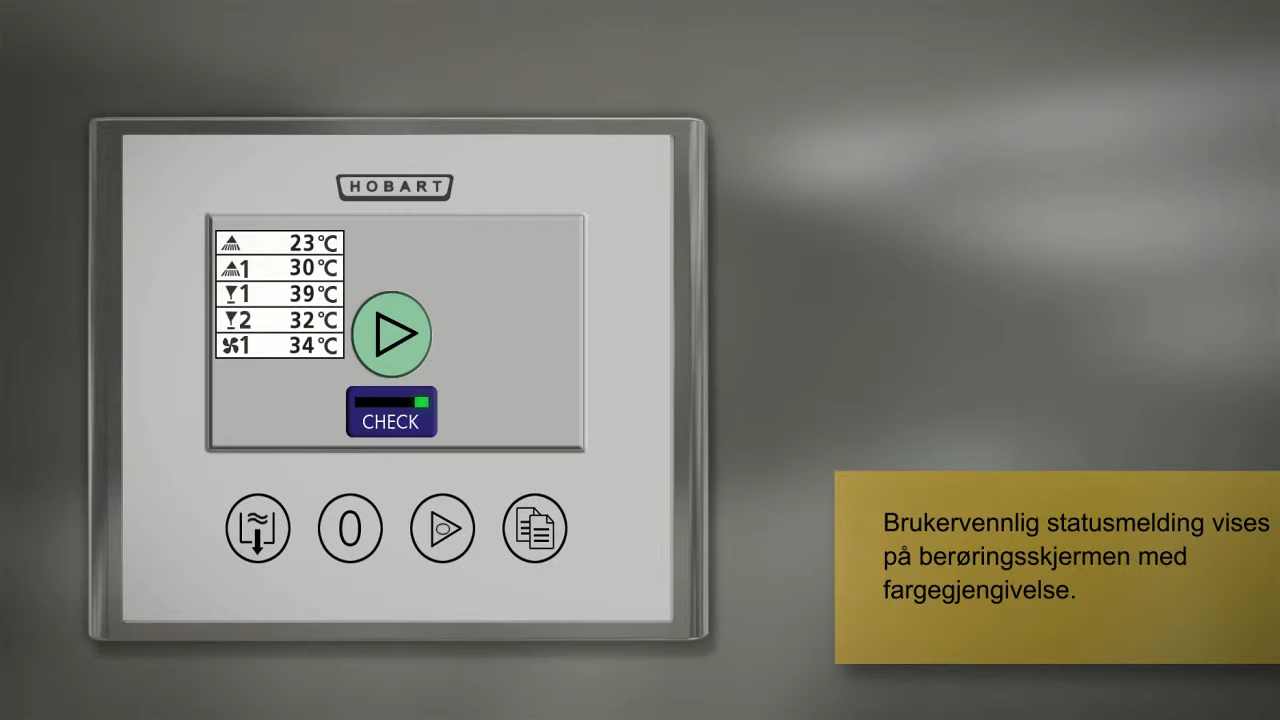 HOBART
23°C
1 30°C
1 39°C
2 32°C
1 34°C
CHECK
0
Brukervennlig statusmelding vises
på berøringsskjermen med
fargegjengivelse.